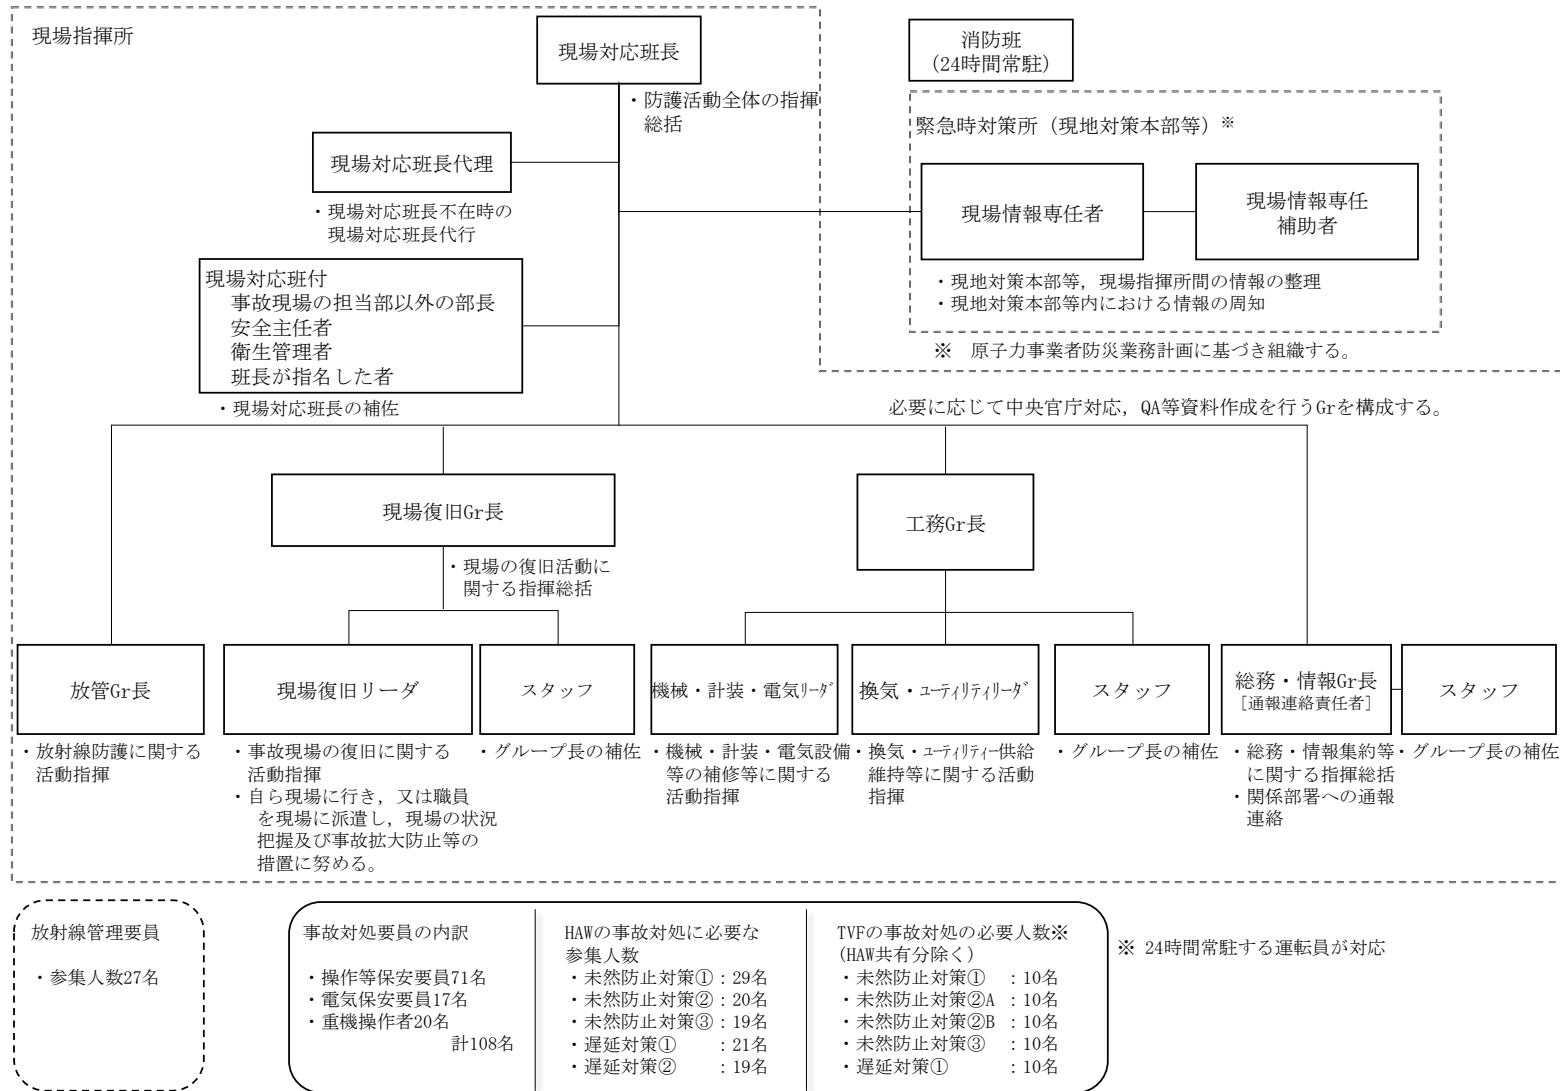 現場指揮所
現場対応班長
・防護活動全体の指揮
総括
消防班
(24時間常駐)
緊急時対策所（現地対策本部等）※
現場対応班長代理
・現場対応班長不在時の
現場対応班長代行
現場情報専任者
現場情報専任
補助者
・現地対策本部等，現場指揮所間の情報の整理
・現地対策本部等内における情報の周知
※　原子力事業者防災業務計画に基づき組織する。
現場対応班付
事故現場の担当部以外の部長
安全主任者
衛生管理者
班長が指名した者
・現場対応班長の補佐
必要に応じて中央官庁対応，QA等資料作成を行うGrを構成する。
現場復旧Gr長
・現場の復旧活動に
関する指揮総括
工務Gr長
放管Gr長
・放射線防護に関する
活動指揮
現場復旧リーダ
・事故現場の復旧に関する
活動指揮
・自ら現場に行き，又は職員
を現場に派遣し，現場の状況
把握及び事故拡大防止等の
措置に努める。
スタッフ
・グループ長の補佐
機械・計装・電気ﾘｰﾀﾞ
・機械・計装・電気設備
等の補修等に関する
活動指揮
換気・ﾕｰﾃｨﾘﾃｨﾘｰﾀﾞ
・換気・ﾕｰﾃｨﾘﾃｨｰ供給
維持等に関する活動
指揮
スタッフ
・グループ長の補佐
総務・情報Gr長
［通報連絡責任者］
・総務・情報集約等
に関する指揮総括
・関係部署への通報
連絡
スタッフ
・グループ長の補佐
放射線管理要員
・参集人数27名
事故対処要員の内訳
・操作等保安要員71名
・電気保安要員17名
・重機操作者20名
計108名
HAWの事故対処に必要な
参集人数
・未然防止対策①：29名
・未然防止対策②：20名
・未然防止対策③：19名
・遅延対策①　　：21名
・遅延対策②　　：19名
TVFの事故対処の必要人数※
(HAW共有分除く)
・未然防止対策①　：10名
・未然防止対策②A ：10名
・未然防止対策②B ：10名
・未然防止対策③　：10名
・遅延対策①　　　：10名
※ 24時間常駐する運転員が対応